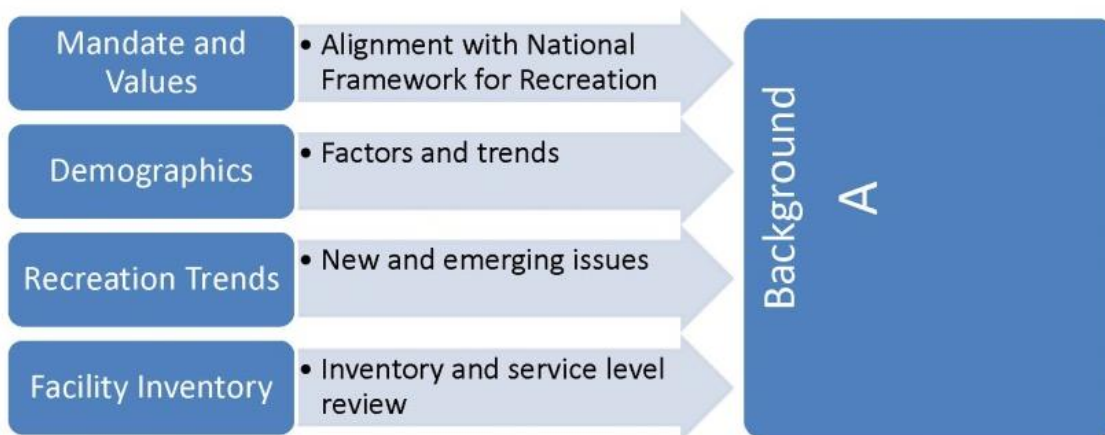 Mandate and
Values
• Alignment with National
Framework for Recreation
Demographics
• Factors and trends
Recreation Trends
• New and emerging issues
Facility Inventory
• Inventory and service level
review
Background
A